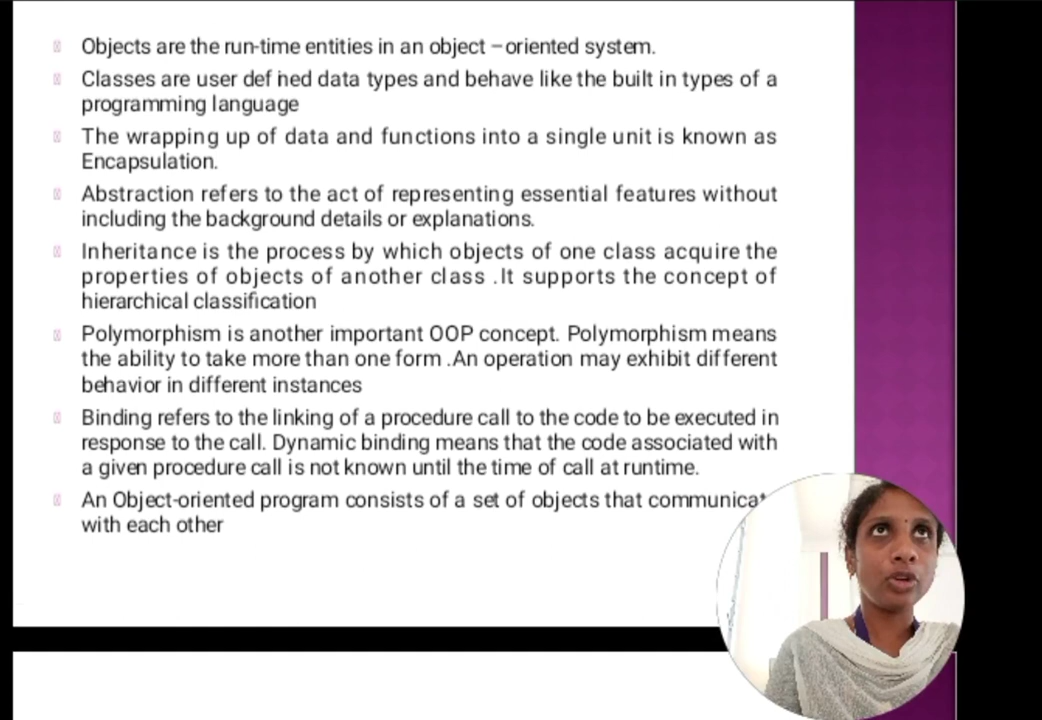 Objects are the run-time entities in an object –oriented system.
Classes are user def ined data types and behave like the built in types of a
programming language
The wrapping up of data and functions into a single unit is known as
Encapsulation.
Abstraction refers to the act of representing essential features without
including the background details or explanations.
Inheritance is the process by which objects of one class acquire the
properties of objects of another class .It supports the concept of
hierarchical classification
Polymorphism is another important OOP concept. Polymorphism means
the ability to take more than one form .An operation may exhibit different
behavior in different instances
Binding refers to the linking of a procedure call to the code to be executed in
response to the call. Dynamic binding means that the code associated with
a given procedure call is not known until the time of call at runtime.
An Object-oriented program consists of a set of objects that
with each other